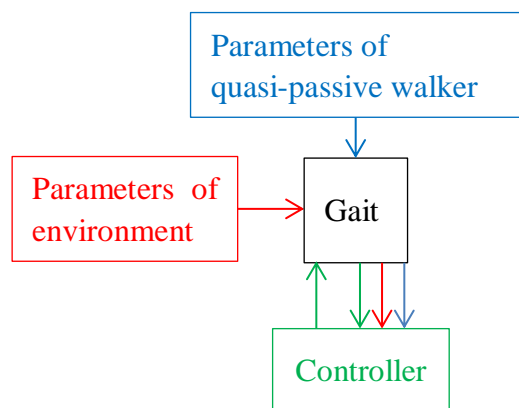 Parameters of
quasi-passive walker
Parameters of
environment
Gait
Controller